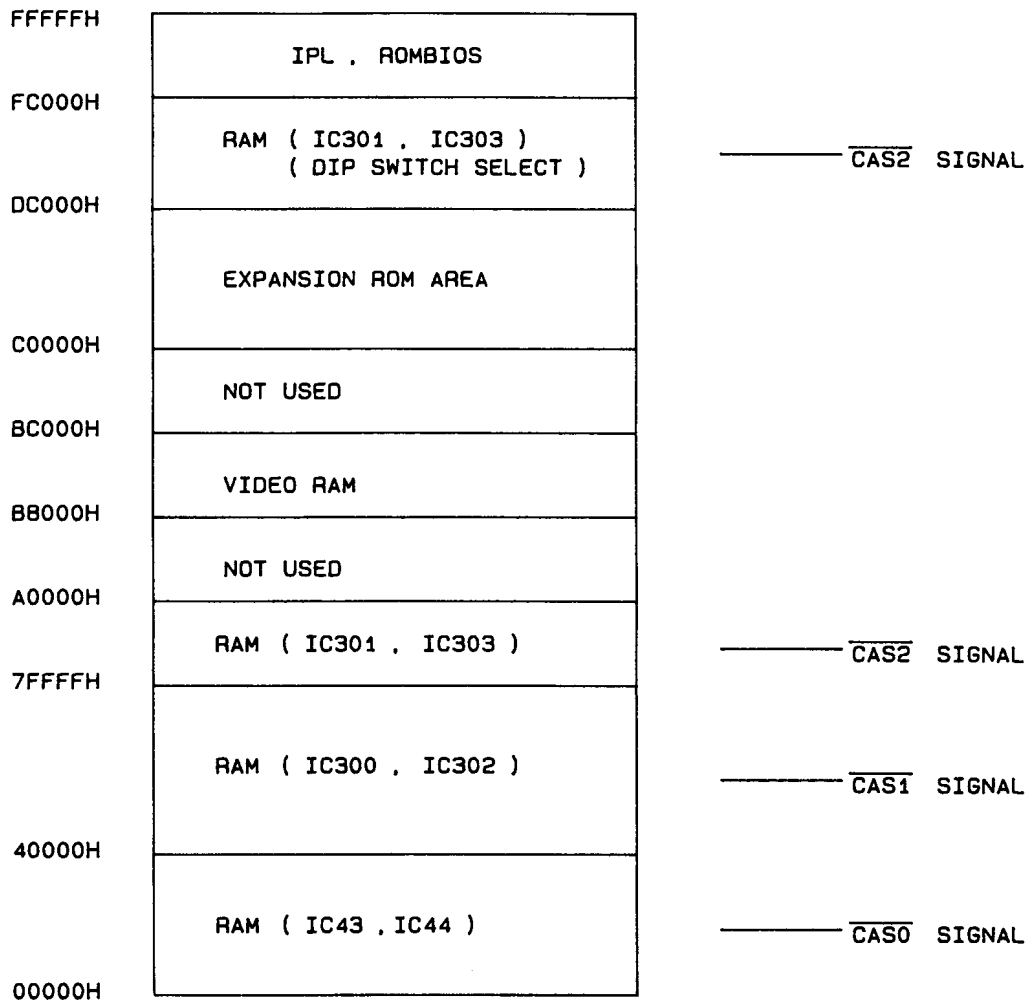 FFFFFH
IPL , ROMBIOS
FC000H
RAM ( IC301 , IC303 )
( DIP SWITCH SELECT )
CAS2 SIGNAL
DC000H
EXPANSION ROM AREA
C0000H
NOT USED
BC000H
VIDEO RAM
B8000H
NOT USED
A0000H
RAM ( IC301 , IC303 )
CAS2 SIGNAL
7FFFFH
RAM ( IC300 , IC302 )
CAS1 SIGNAL
40000H
RAM ( IC43 , IC44 )
CAS0 SIGNAL
00000H